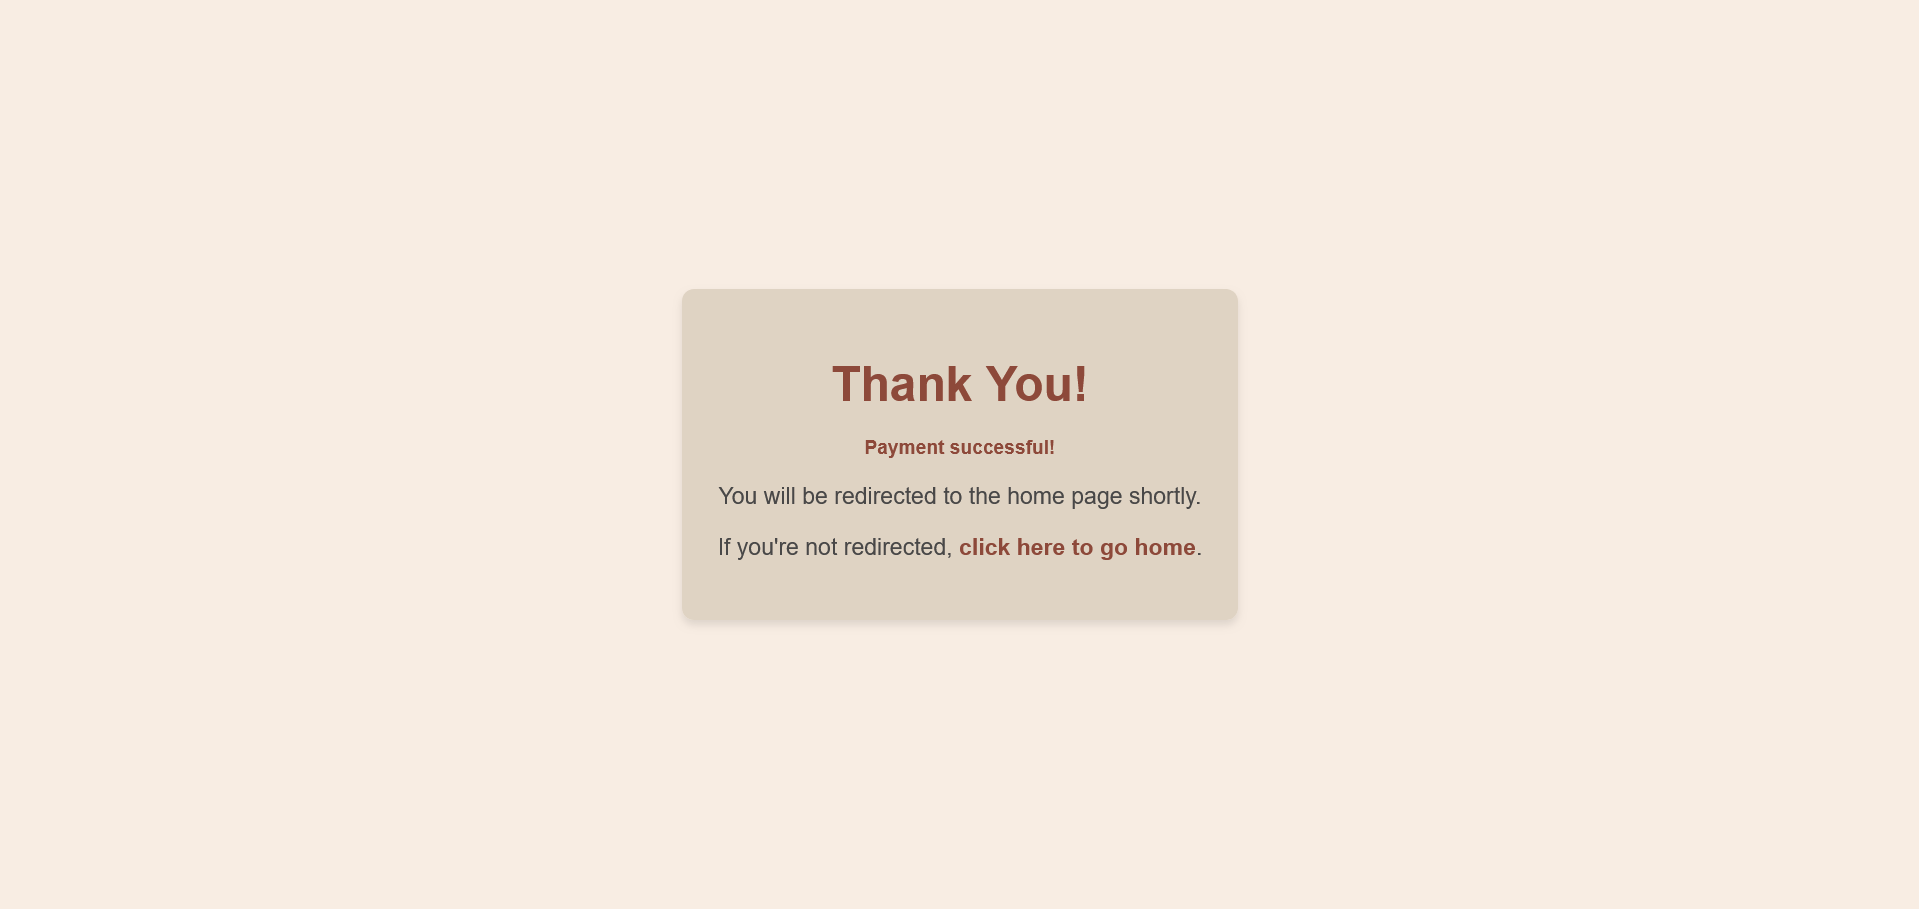 Thank You!
Payment successful!
You will be redirected to the home page shortly.
If you're not redirected, click here to go home.